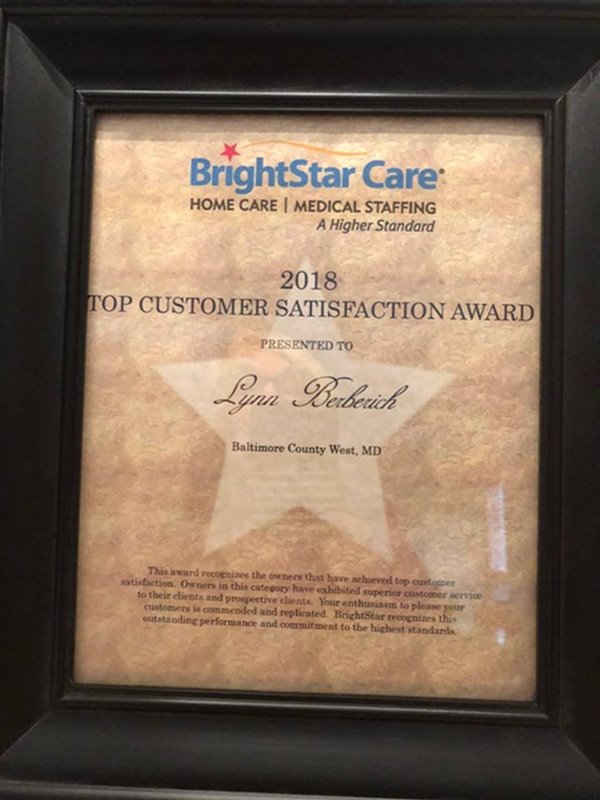 BrightStar Care®
HOME CARE | MEDICAL STAFFING
A Higher Standard
2018
TOP CUSTOMER SATISFACTION AWARD
PRESENTED TO
Lynn Berberich
Baltimore County West, MD
This award recognizes the owners that have achieved top customer
satisfaction. Owners in this category have exhibited superior customer service
to their clients and prospective clients. Your enthusiasm to please your
customers is commended and replicated. BrightStar recognizes this
outstanding performance and commitment to the highest standards.